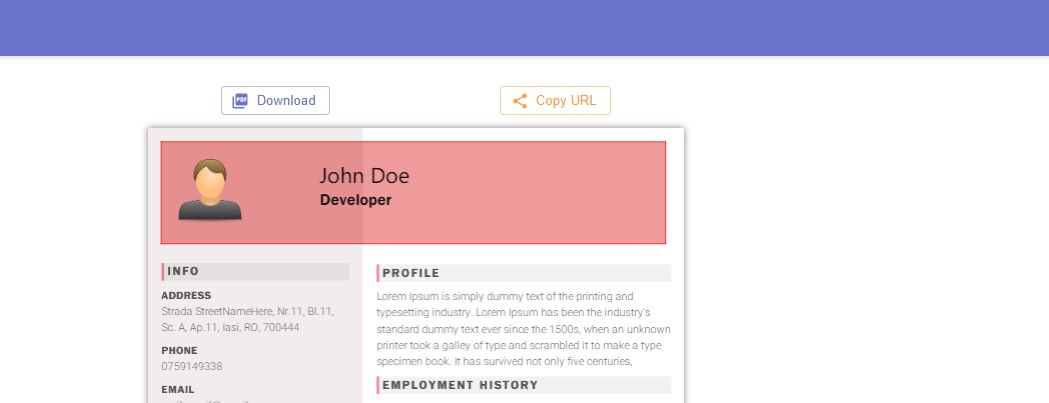 PDF Download
Copy URL
John Doe
Developer
INFO
ADDRESS
Strada StreetNameHere, Nr.11, Bl.11,
Sc. A, Ap.11, Iasi, RO, 700444
PHONE
0759149338
EMAIL
PROFILE
Lorem Ipsum is simply dummy text of the printing and
typesetting industry. Lorem Ipsum has been the industry's
standard dummy text ever since the 1500s, when an unknown
printer took a galley of type and scrambled it to make a type
specimen book. It has survived not only five centuries,
EMPLOYMENT HISTORY